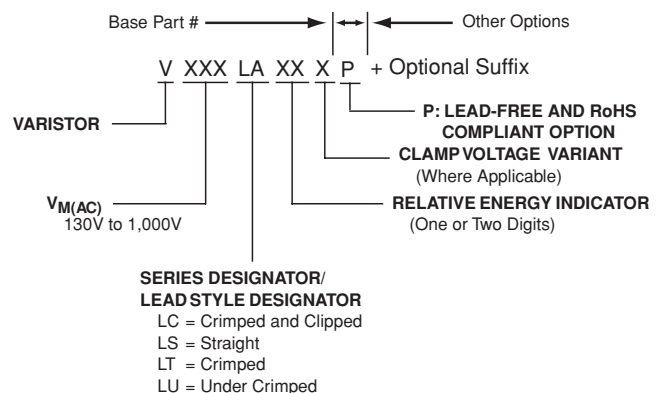 Base Part #
Other Options
V XXX LA XX X P + Optional Suffix
P: LEAD-FREE AND RoHS
COMPLIANT OPTION
VARISTOR
CLAMP VOLTAGE VARIANT
(Where Applicable)
VM(AC)
130V to 1,000V
RELATIVE ENERGY INDICATOR
(One or Two Digits)
SERIES DESIGNATOR/
LEAD STYLE DESIGNATOR
LC = Crimped and Clipped
LS = Straight
LT = Crimped
LU = Under Crimped